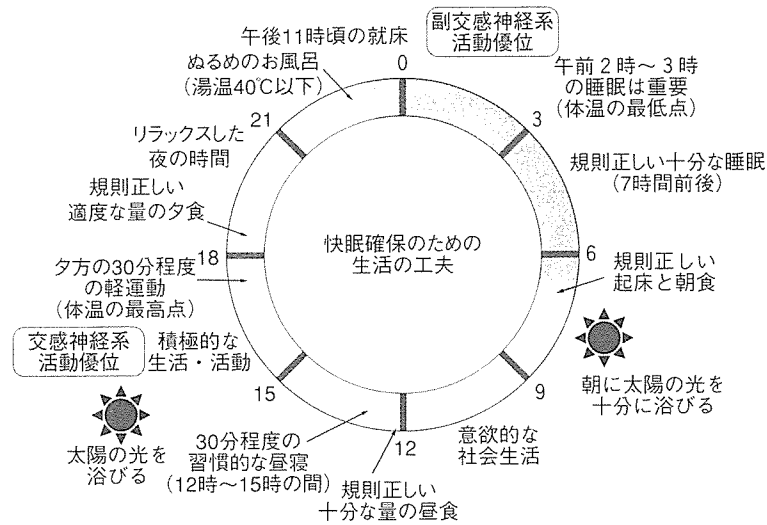 副交感神経系
活動優位
午後11時頃の就床
ぬるめのお風呂
(湯温40℃以下)
0
午前2時～3時
の睡眠は重要
(体温の最低点)
3
規則正しい十分な睡眠
(7時間前後)
6
規則正しい
起床と朝食
朝に太陽の光を
十分に浴びる
9
意欲的な
社会生活
12
規則正しい
十分な量の昼食
30分程度の
習慣的な昼寝
(12時～15時の間)
15
太陽の光を
浴びる
積極的な
生活・活動
交感神経系
活動優位
夕方の30分程度
の軽運動
(体温の最高点)
18
規則正しい
適度な量の夕食
リラックスした
夜の時間
21
快眠確保のための
生活の工夫